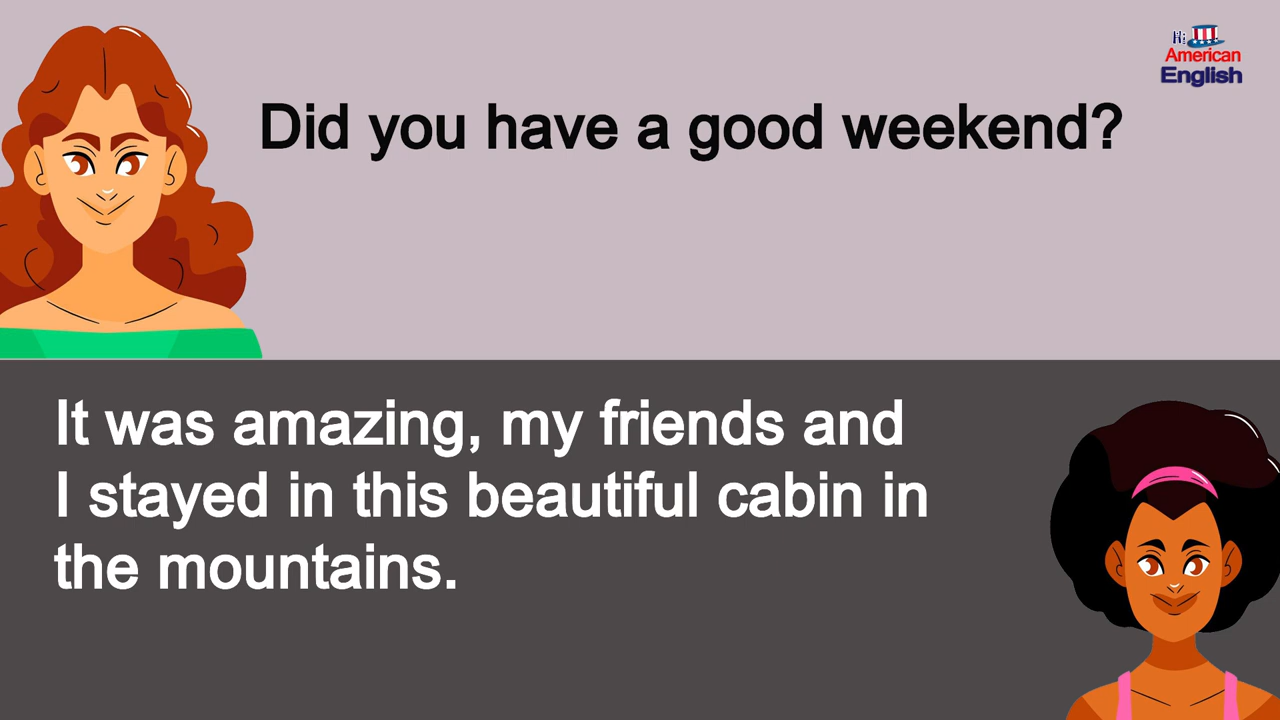 Hi
American
English
Did you have a good weekend?
It was amazing, my friends and
I stayed in this beautiful cabin in
the mountains.